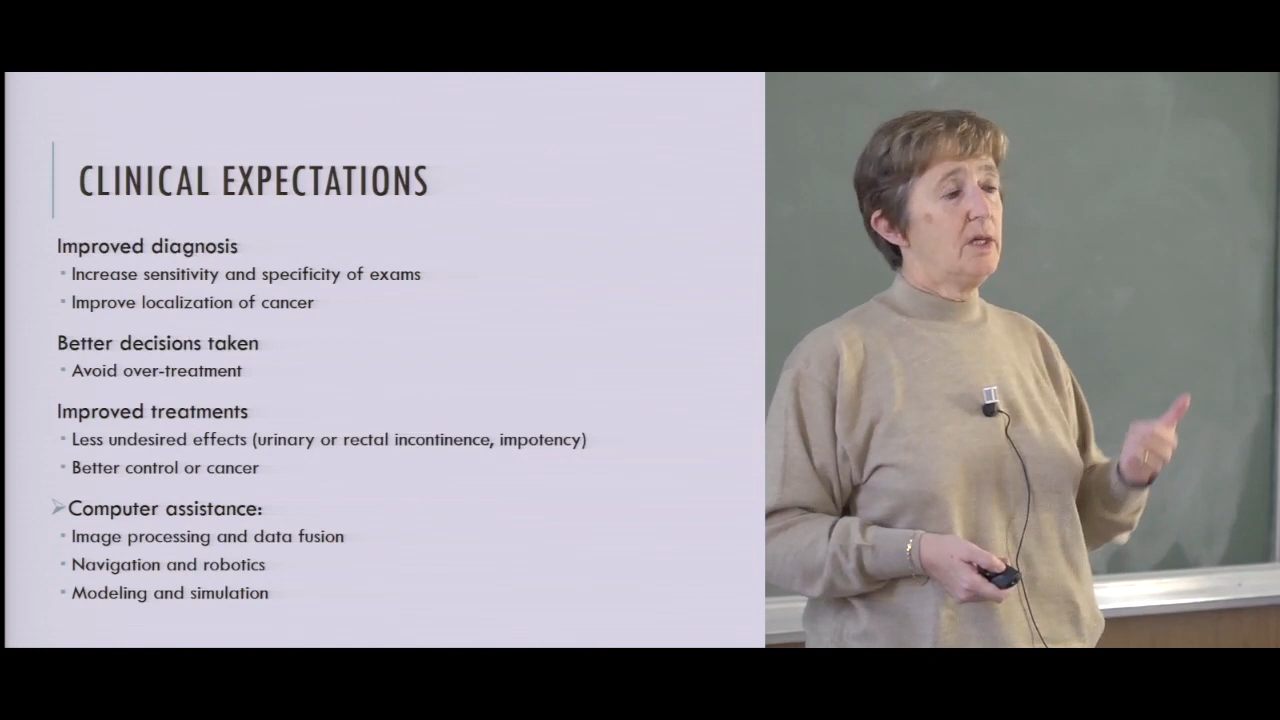 CLINICAL EXPECTATIONS
Improved diagnosis
▪ Increase sensitivity and specificity of exams
▪ Improve localization of cancer
Better decisions taken
▪ Avoid over-treatment
Improved treatments
▪ Less undesired effects (urinary or rectal incontinence, impotency)
▪ Better control or cancer
➢Computer assistance:
▪ Image processing and data fusion
▪ Navigation and robotics
▪ Modeling and simulation